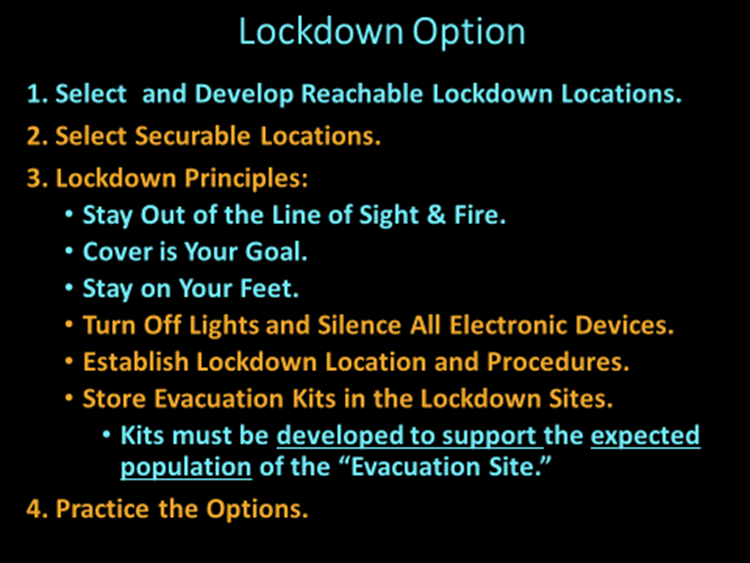 Lockdown Option
1. Select  and Develop Reachable Lockdown Locations.
2. Select Securable Locations.
3. Lockdown Principles:
• Stay Out of the Line of Sight & Fire.
• Cover is Your Goal.
• Stay on Your Feet.
• Turn Off Lights and Silence All Electronic Devices.
• Establish Lockdown Location and Procedures.
• Store Evacuation Kits in the Lockdown Sites.
• Kits must be developed to support the expected
population of the “Evacuation Site.”
4. Practice the Options.